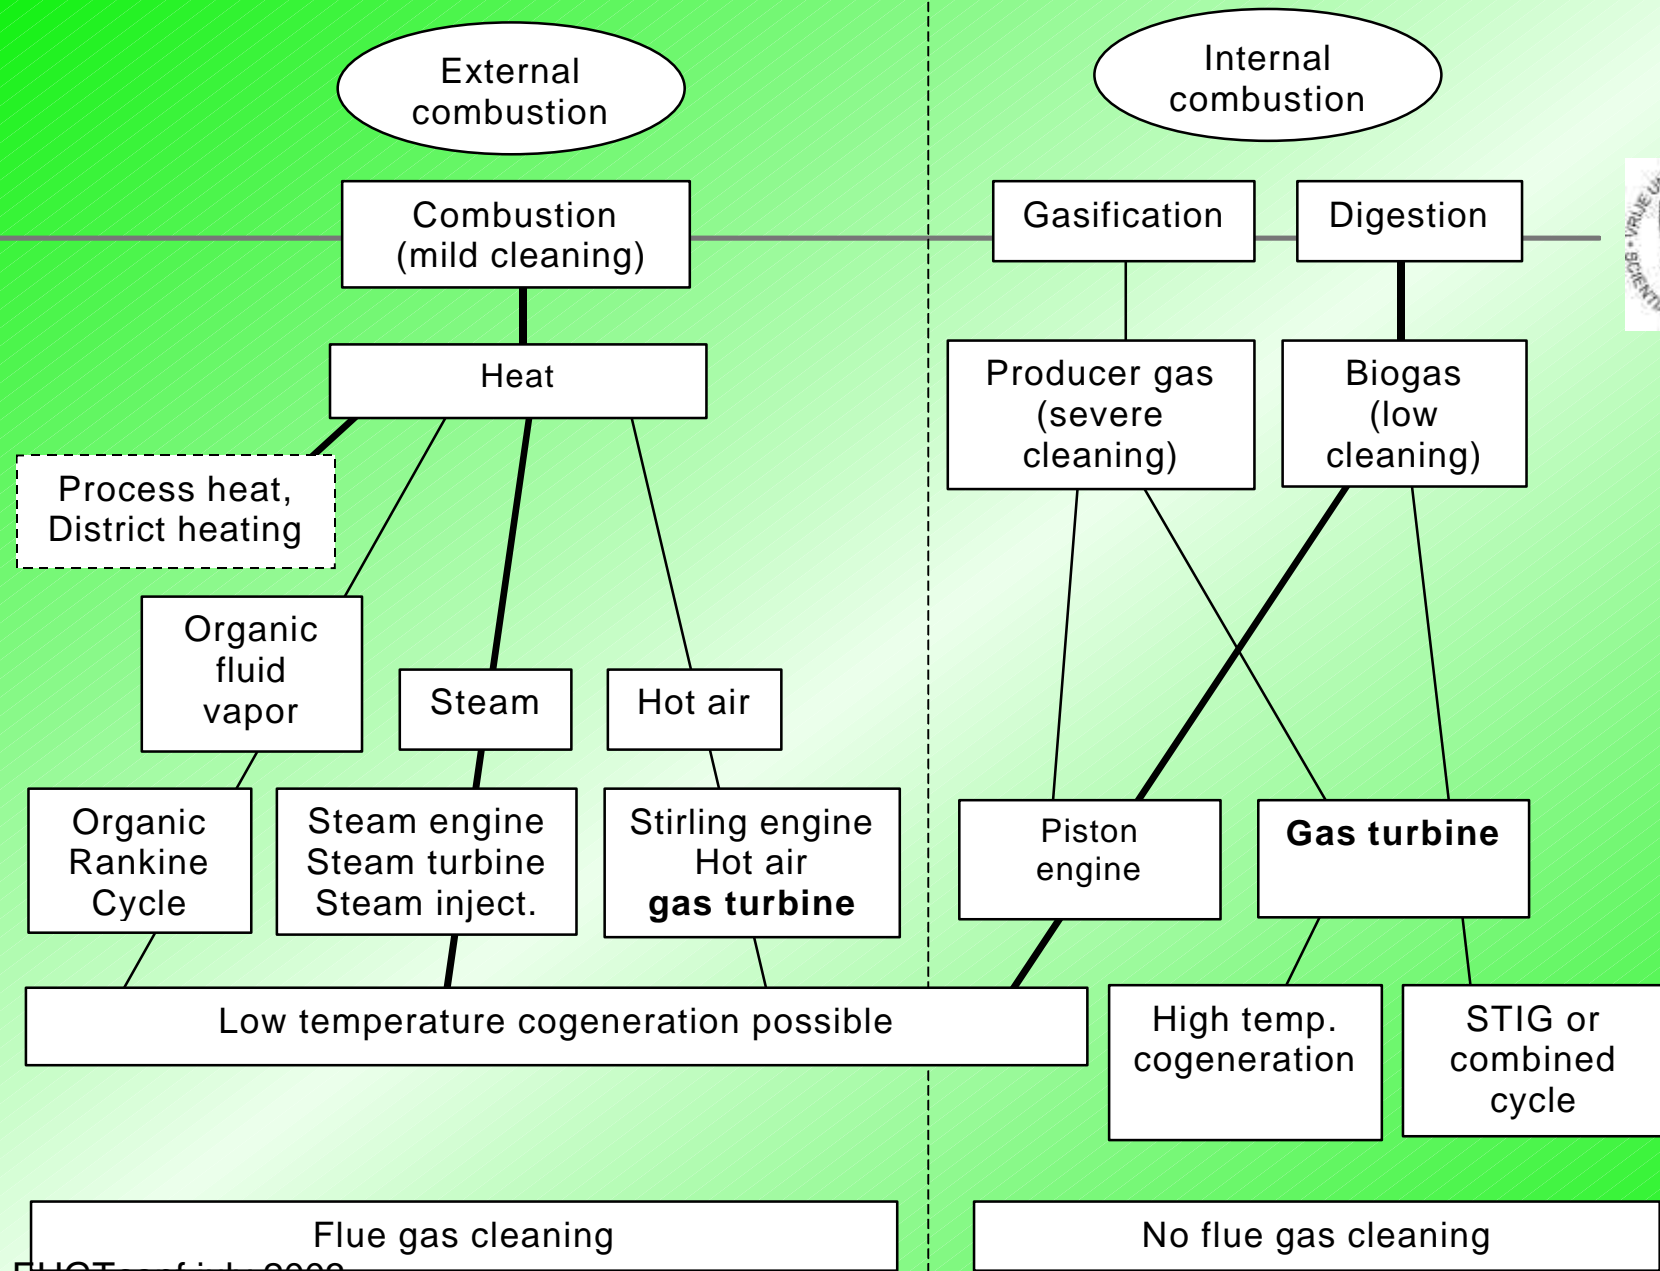 External
combustion
Internal
combustion
Combustion
(mild cleaning)
Gasification
Digestion
VRIJE
Heat
Producer gas
(severe
cleaning)
Biogas
(low
cleaning)
Process heat,
District heating
Organic
fluid
vapor
Steam
Hot air
Organic
Rankine
Cycle
Steam engine
Steam turbine
Steam inject.
Stirling engine
Hot air
gas turbine
Piston
engine
Gas turbine
Low temperature cogeneration possible
High temp.
cogeneration
STIG or
combined
cycle
Flue gas cleaning
No flue gas cleaning